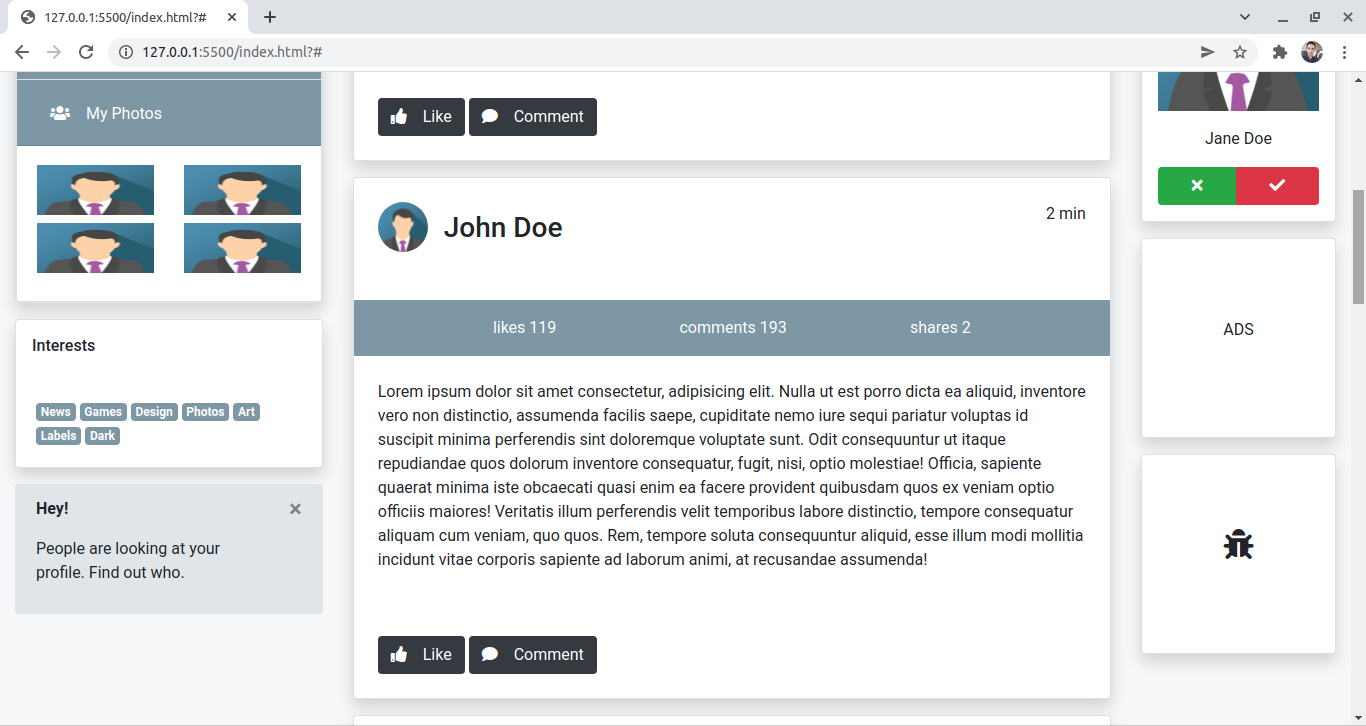 127.0.0.1:5500/index.html?#
127.0.0.1:5500/index.html?#
My Photos
Interests
News Games Design Photos Art
Labels Dark
Hey!
People are looking at your
profile. Find out who.
Like Comment
John Doe
2 min
likes 119 comments 193 shares 2
Lorem ipsum dolor sit amet consectetur, adipisicing elit. Nulla ut est porro dicta ea aliquid, inventore
vero non distinctio, assumenda facilis saepe, cupiditate nemo iure sequi pariatur voluptas id
suscipit minima perferendis sint doloremque voluptate sunt. Odit consequuntur ut itaque
repudiandae quos dolorum inventore consequatur, fugit, nisi, optio molestiae! Officia, sapiente
quaerat minima iste obcaecati quasi enim ea facere provident quibusdam quos ex veniam optio
officiis maiores! Veritatis illum perferendis velit temporibus labore distinctio, tempore consequatur
aliquam cum veniam, quo quos. Rem, tempore soluta consequuntur aliquid, esse illum modi mollitia
incidunt vitae corporis sapiente ad laborum animi, at recusandae assumenda!
Like Comment
Jane Doe
ADS